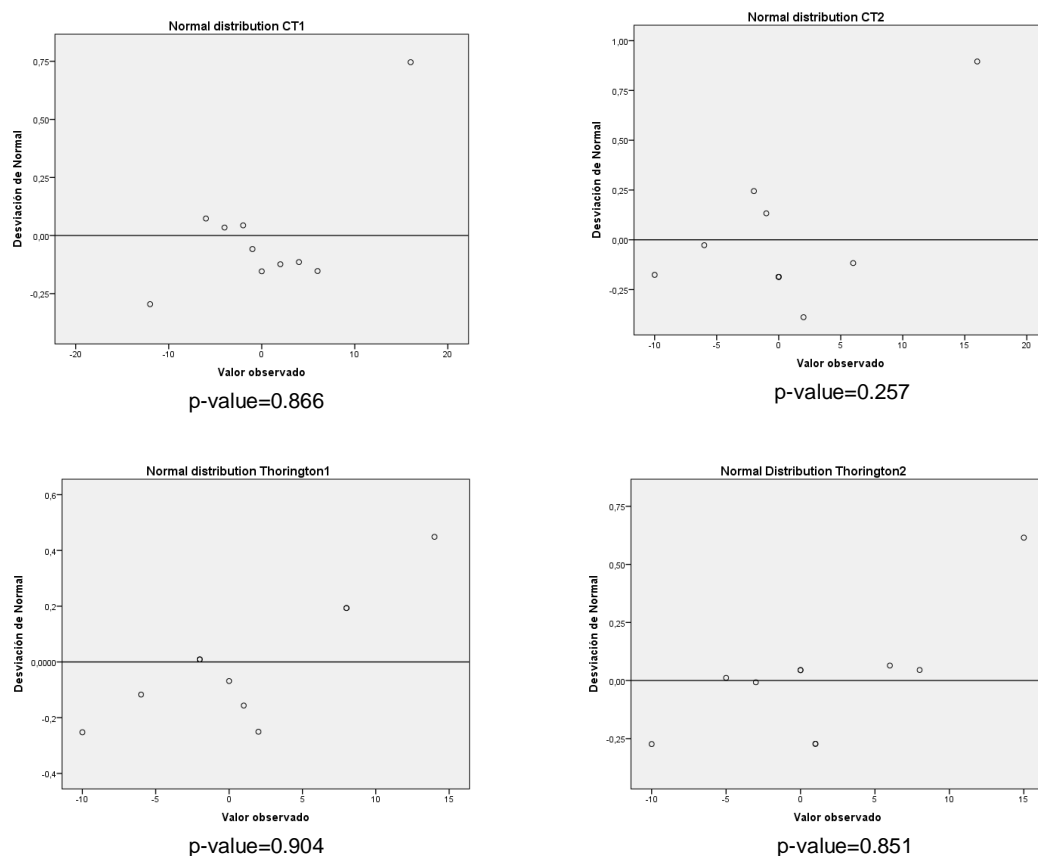 Normal distribution CT1
0,75
0,50
0,25
0,00
-0,25
Desviación de Normal
-20 -10 0 10 20
Valor observado
p-value=0.866
Normal distribution CT2
1,00
0,75
0,50
0,25
0,00
-0,25
Desviación de Normal
-10 -5 0 5 10 15 20
Valor observado
p-value=0.257
Normal distribution Thorington1
0,6
0,4
0,2
0,0000
-0,2
-0,4
Desviación de Normal
-10 -5 0 5 10 15
Valor observado
p-value=0.904
Normal Distribution Thorington2
0,75
0,50
0,25
0,00
-0,25
Desviación de Normal
-10 -5 0 5 10 15
Valor observado
p-value=0.851